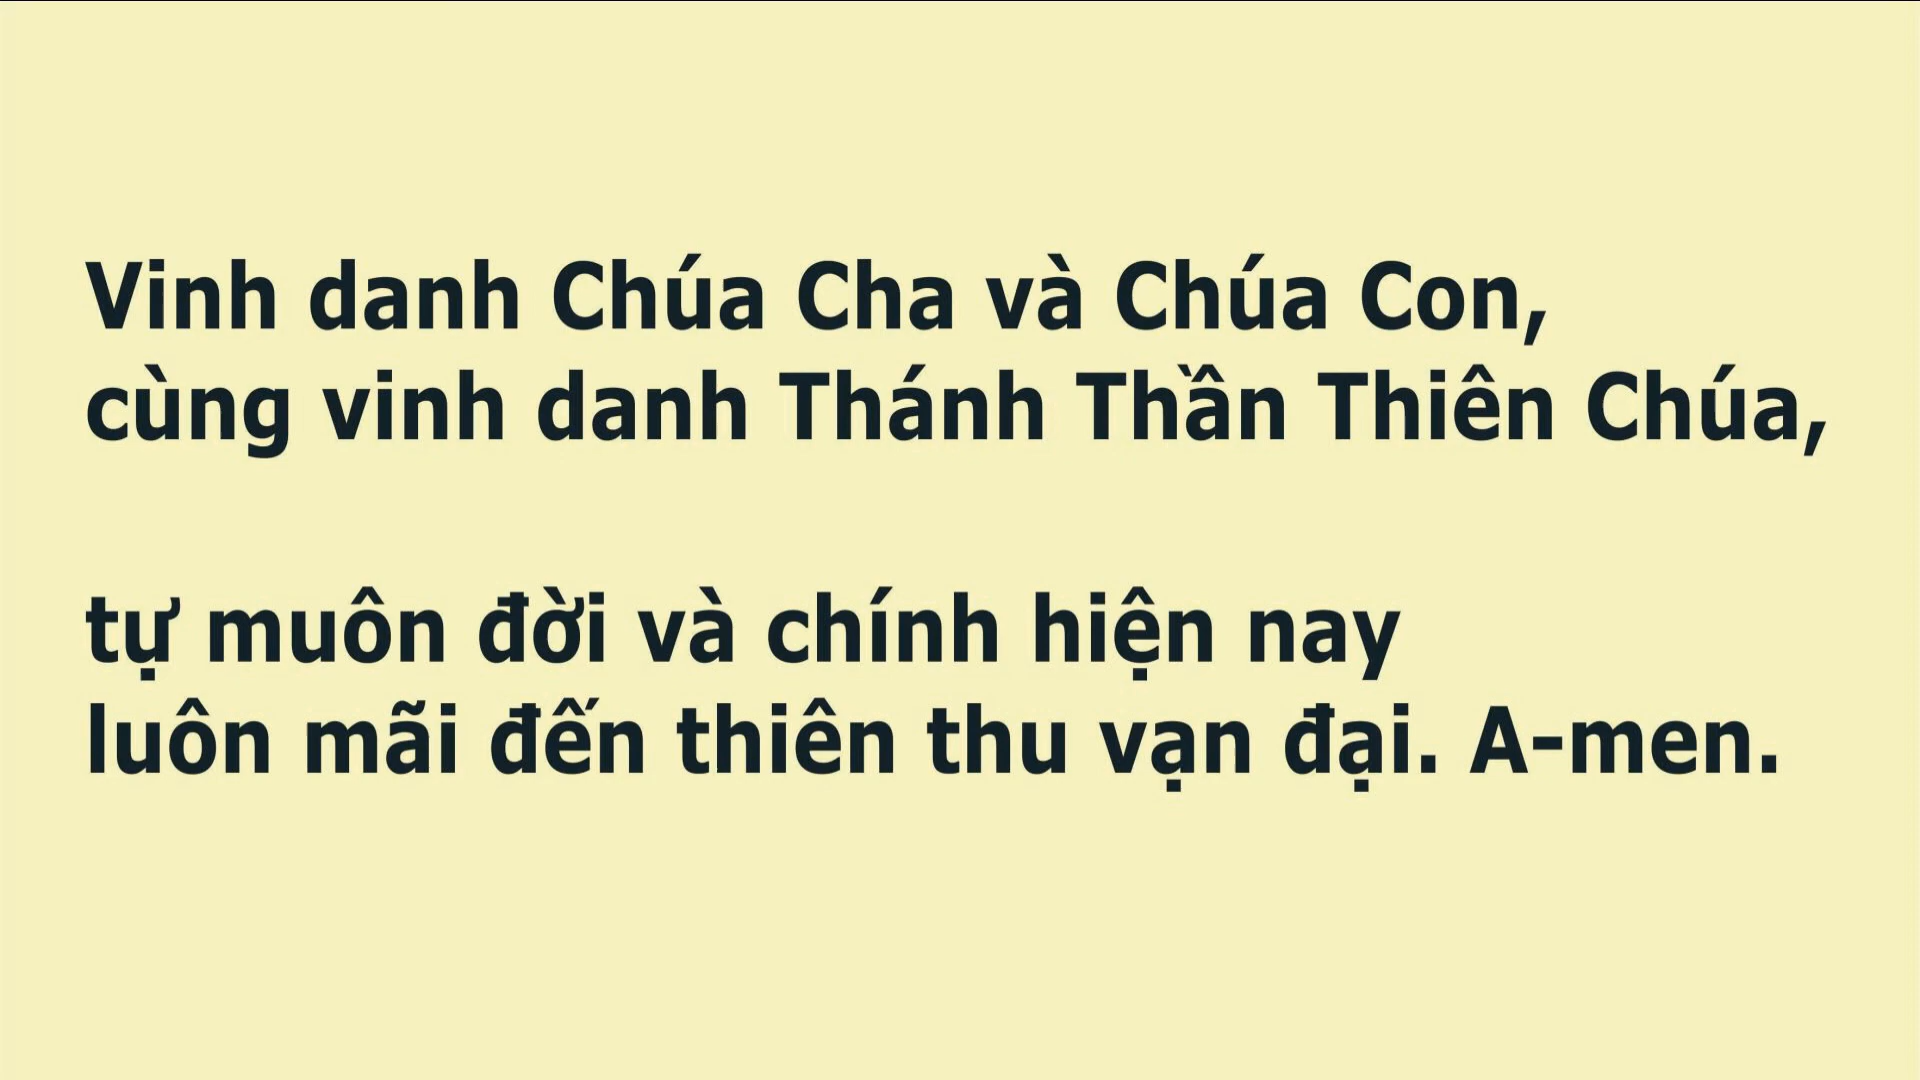 Vinh danh Chúa Cha và Chúa Con,
cùng vinh danh Thánh Thần Thiên Chúa,
tự muôn đời và chính hiện nay
luôn mãi đến thiên thu vạn đại. A-men.